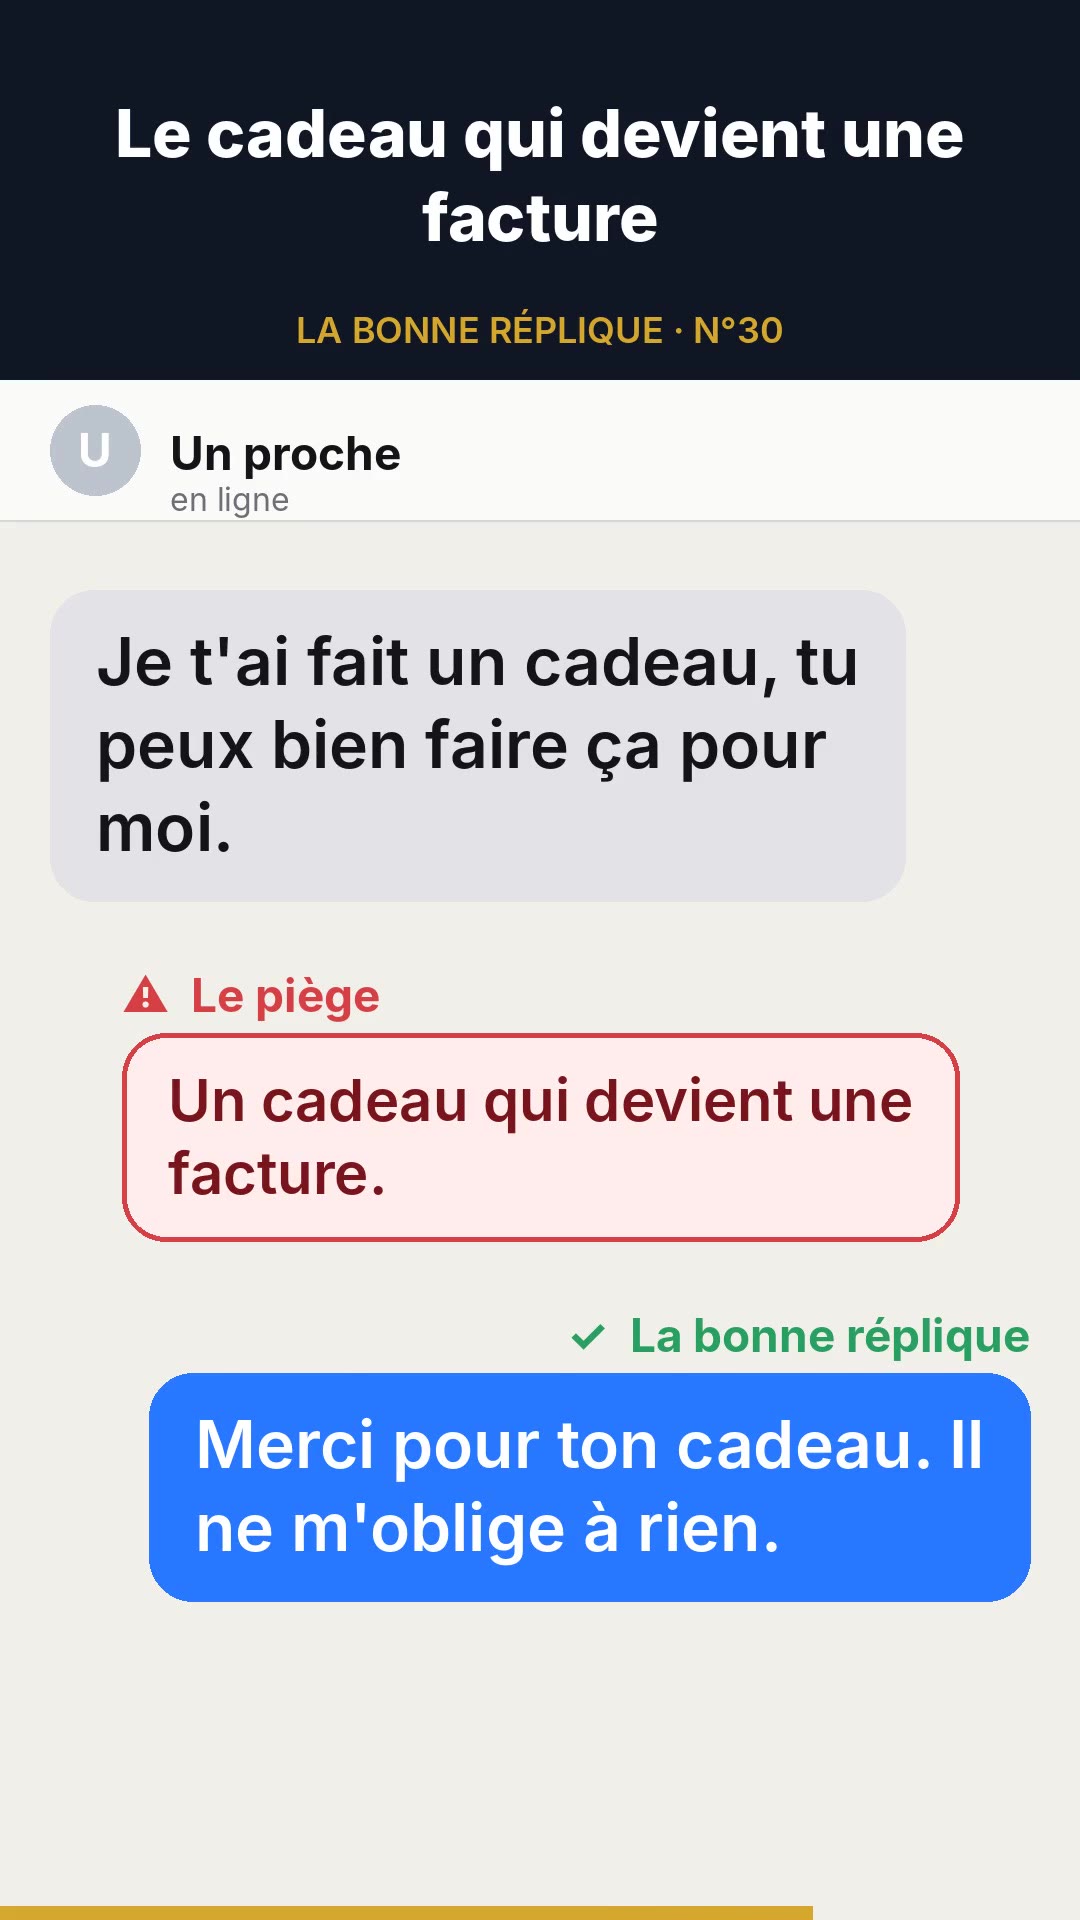 Le cadeau qui devient une
facture
LA BONNE RÉPLIQUE · N°30
U
Un proche
en ligne
Je t'ai fait un cadeau, tu
peux bien faire ça pour
moi.
Le piège
Un cadeau qui devient une
facture.
La bonne réplique
Merci pour ton cadeau. Il
ne m'oblige à rien.